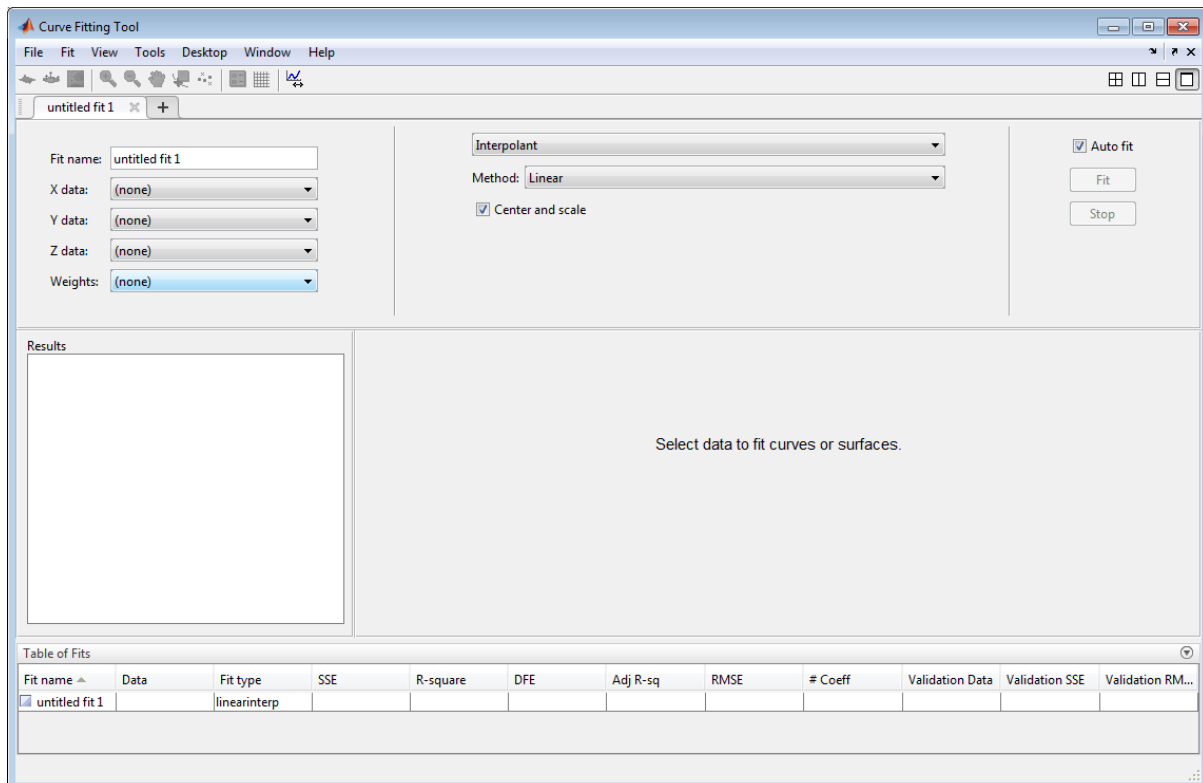 Curve Fitting Tool
File Fit View Tools Desktop Window Help
untitled fit 1
Fit name: untitled fit 1
X data: (none)
Y data: (none)
Z data: (none)
Weights: (none)
Interpolant
Method: Linear
Center and scale
Auto fit
Fit
Stop
Results
Select data to fit curves or surfaces.
Table of Fits
Fit name Data Fit type SSE R-square DFE Adj R-sq RMSE # Coeff Validation Data Validation SSE Validation RM...
untitled fit 1 linearinterp